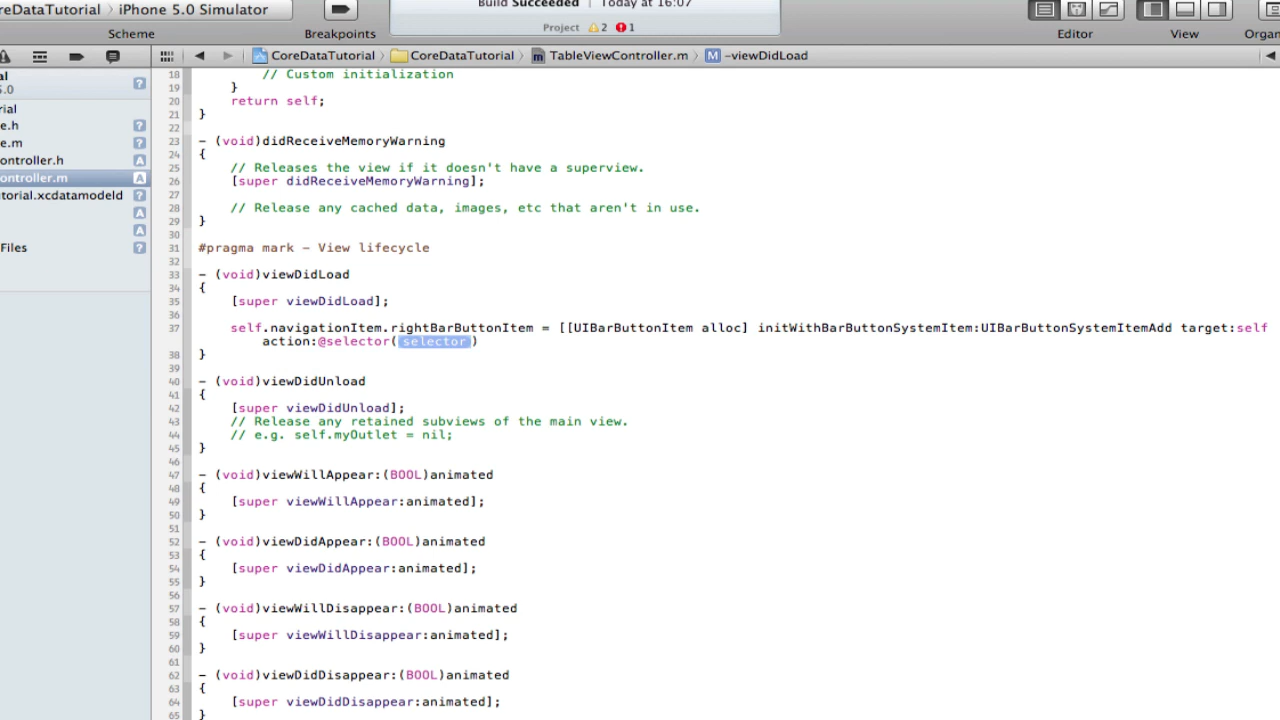 reDataTutorial › iPhone 5.0 Simulator
Build Succeeded | Today at 16:07
Project 2 1
Scheme Breakpoints Editor View Organ
CoreDataTutorial › CoreDataTutorial › TableViewController.m › M -viewDidLoad
al
5.0
rial
e.h
e.m
ontroller.h A
ontroller.m A
utorial.xcdatamodeld
A
A
Files
18 // Custom initialization
19 }
20 return self;
21 }
22
23 - (void)didReceiveMemoryWarning
24 {
25 // Releases the view if it doesn't have a superview.
26 [super didReceiveMemoryWarning];
27
28 // Release any cached data, images, etc that aren't in use.
29 }
30
31 #pragma mark - View lifecycle
32
33 - (void)viewDidLoad
34 {
35 [super viewDidLoad];
36
37 self.navigationItem.rightBarButtonItem = [[UIBarButtonItem alloc] initWithBarButtonSystemItem:UIBarButtonSystemItemAdd target:self
action:@selector(selector)
38 }
39
40 - (void)viewDidUnload
41 {
42 [super viewDidUnload];
43 // Release any retained subviews of the main view.
44 // e.g. self.myOutlet = nil;
45 }
46
47 - (void)viewWillAppear:(BOOL)animated
48 {
49 [super viewWillAppear:animated];
50 }
51
52 - (void)viewDidAppear:(BOOL)animated
53 {
54 [super viewDidAppear:animated];
55 }
56
57 - (void)viewWillDisappear:(BOOL)animated
58 {
59 [super viewWillDisappear:animated];
60 }
61
62 - (void)viewDidDisappear:(BOOL)animated
63 {
64 [super viewDidDisappear:animated];
65 }